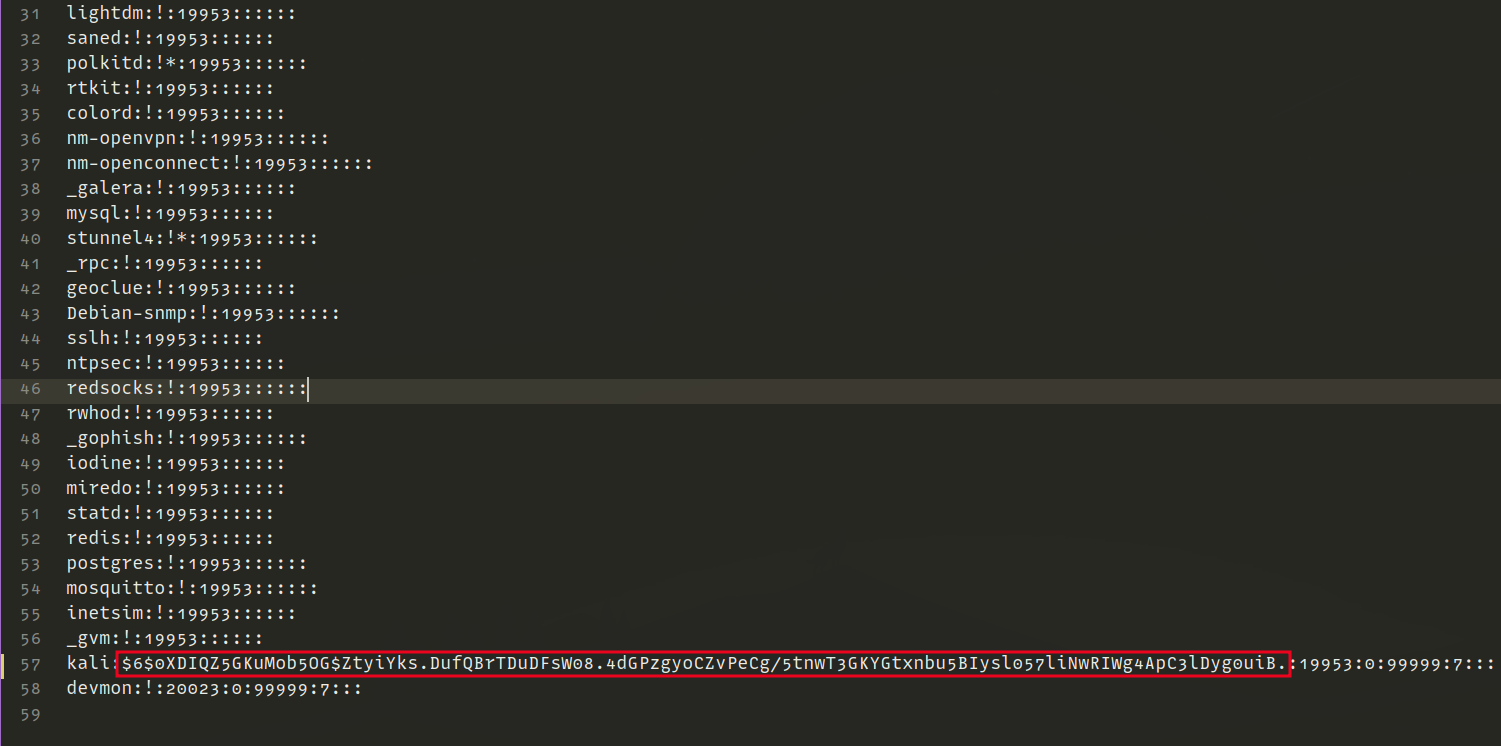 31 lightdm:!:19953::::::
32 saned:!:19953::::::
33 polkitd:!*:19953::::::
34 rtkit:!:19953::::::
35 colord:!:19953::::::
36 nm-openvpn:!:19953::::::
37 nm-openconnect:!:19953::::::
38 _galera:!:19953::::::
39 mysql:!:19953::::::
40 stunnel4:!*:19953::::::
41 _rpc:!:19953::::::
42 geoclue:!:19953::::::
43 Debian-snmp:!:19953::::::
44 sslh:!:19953::::::
45 ntpsec:!:19953::::::
46 redsocks:!:19953::::::
47 rwhod:!:19953::::::
48 _gophish:!:19953::::::
49 iodine:!:19953::::::
50 miredo:!:19953::::::
51 statd:!:19953::::::
52 redis:!:19953::::::
53 postgres:!:19953::::::
54 mosquitto:!:19953::::::
55 inetsim:!:19953::::::
56 _gvm:!:19953::::::
57 kali:$6$0XDIQZ5GKuMob5OG$ZtyiYks.DufQBrTDuDFsW08.4dGPzgyoCZvPeCg/5tnwT3GKYGtxnbu5BIysl057liNwRIWg4ApC3lDyg0uiB.:19953:0:99999:7:::
58 devmon:!:20023:0:99999:7:::
59